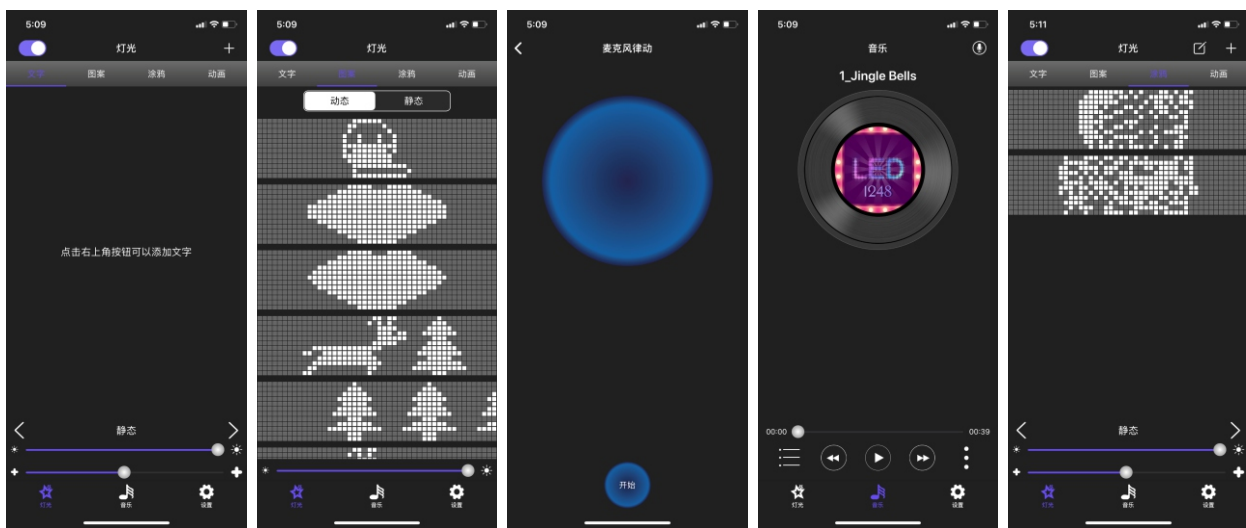 5:09
灯光
文字 图案 涂鸦 动画
点击右上角按钮可以添加文字
静态
灯光 音乐 设置
5:09
灯光
文字 图案 涂鸦 动画
动态 静态
灯光 音乐 设置
5:09
麦克风律动
开始
5:09
音乐
1_Jingle Bells
LED
1248
00:00 00:39
灯光 音乐 设置
5:11
灯光
文字 图案 涂鸦 动画
静态
灯光 音乐 设置